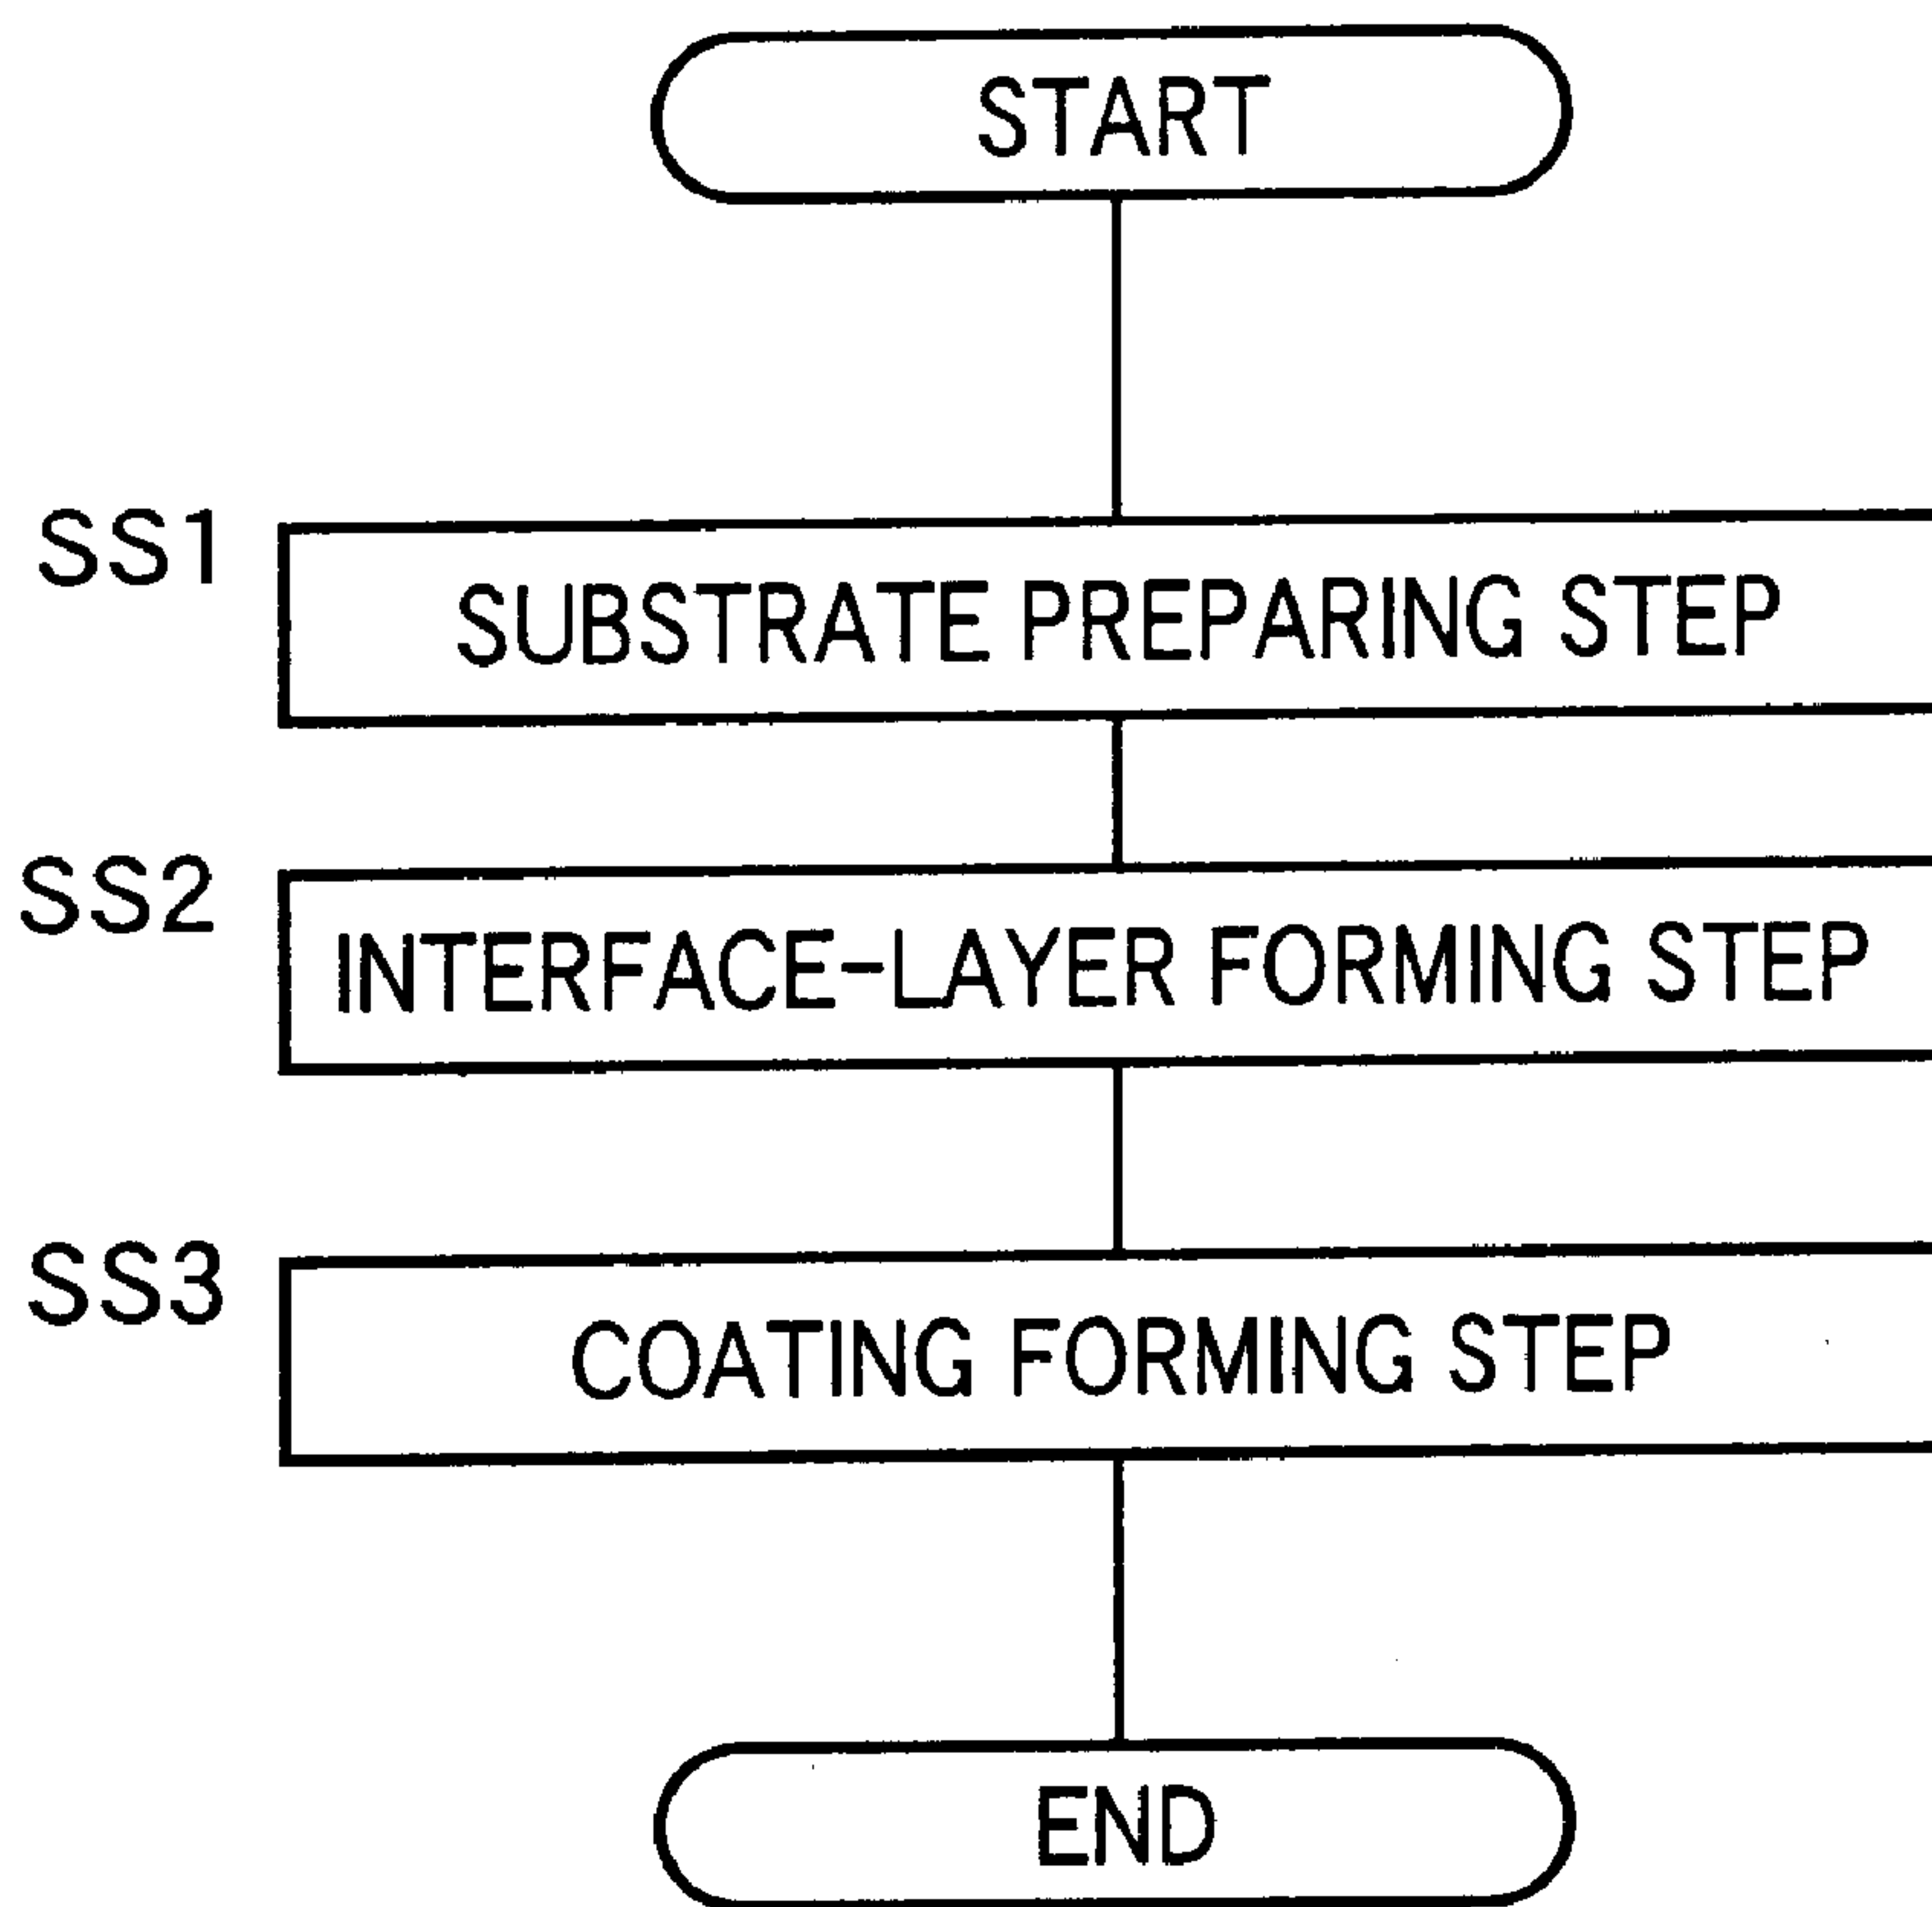 START
SS1
SUBSTRATE PREPARING STEP
SS2
INTERFACE-LAYER FORMING STEP
SS3
COATING FORMING STEP
END